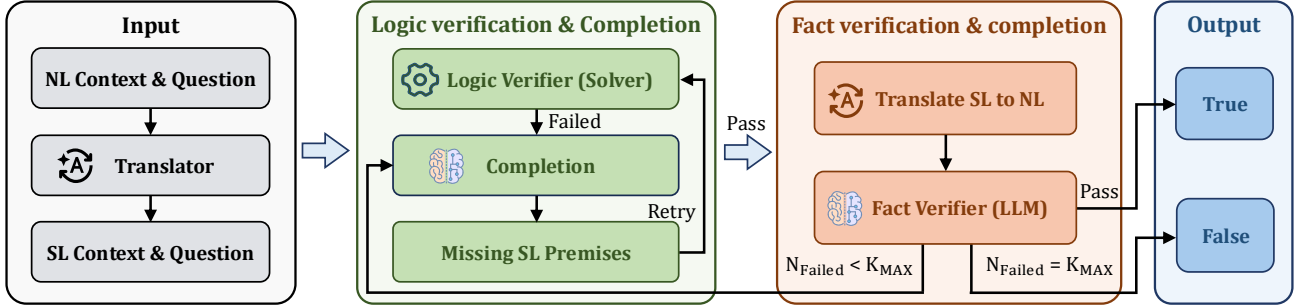 Input
NL Context & Question
Translator
SL Context & Question
Logic verification & Completion
Logic Verifier (Solver)
Failed
Completion
Retry
Missing SL Premises
Pass
Fact verification & completion
Translate SL to NL
Fact Verifier (LLM)
Pass
N_Failed < K_MAX
N_Failed = K_MAX
Output
True
False